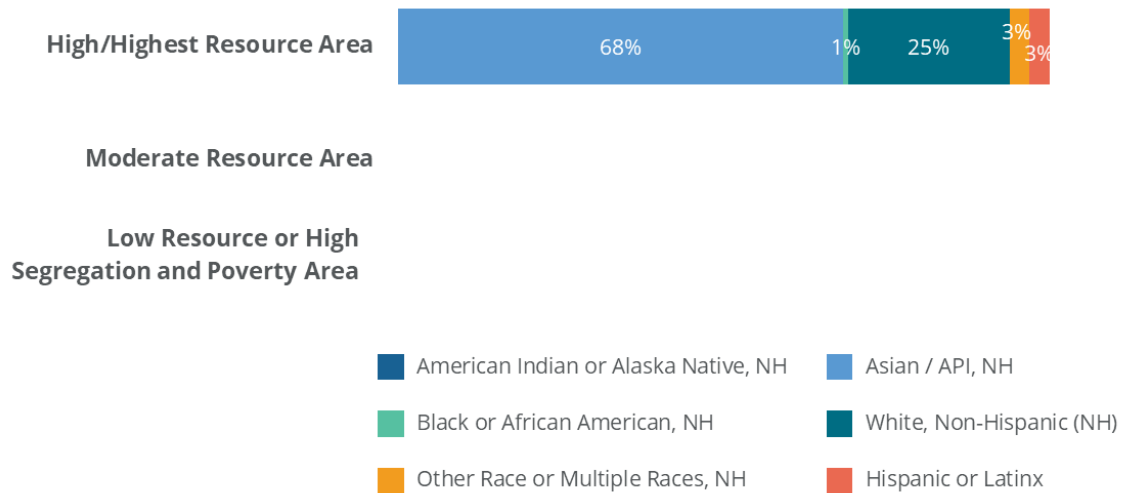 High/Highest Resource Area
68%
1%
25%
3%
3%
Moderate Resource Area
Low Resource or High
Segregation and Poverty Area
American Indian or Alaska Native, NH
Asian / API, NH
Black or African American, NH
White, Non-Hispanic (NH)
Other Race or Multiple Races, NH
Hispanic or Latinx